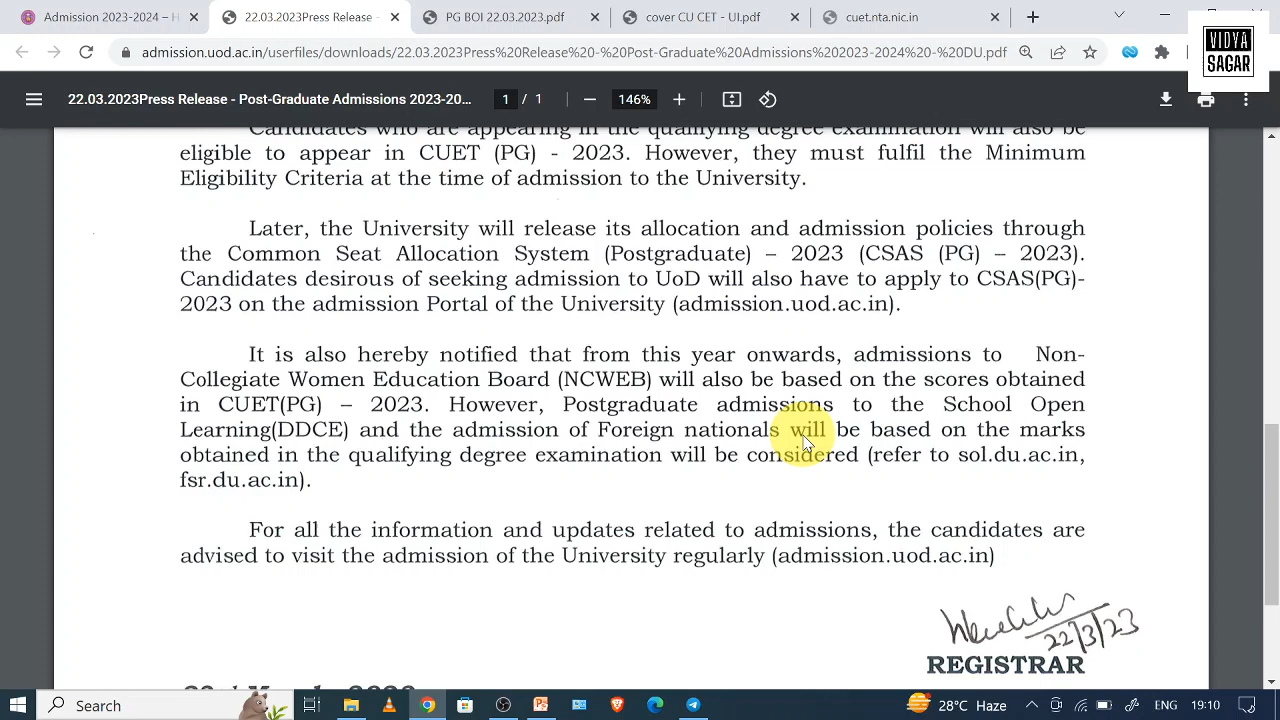 Admission 2023-2024 – H
22.03.2023Press Release -
PG BOI 22.03.2023.pdf
cover CU CET - UI.pdf
cuet.nta.nic.in
admission.uod.ac.in/userfiles/downloads/22.03.2023Press%20Release%20-%20Post-Graduate%20Admissions%202023-2024%20-%20DU.pdf
VIDYA
SAGAR
22.03.2023Press Release - Post-Graduate Admissions 2023-20...
1 / 1
146%
Candidates who are appearing in the qualifying degree examination will also be
eligible to appear in CUET (PG) - 2023. However, they must fulfil the Minimum
Eligibility Criteria at the time of admission to the University.
Later, the University will release its allocation and admission policies through
the Common Seat Allocation System (Postgraduate) – 2023 (CSAS (PG) – 2023).
Candidates desirous of seeking admission to UoD will also have to apply to CSAS(PG)-
2023 on the admission Portal of the University (admission.uod.ac.in).
It is also hereby notified that from this year onwards, admissions to Non-
Collegiate Women Education Board (NCWEB) will also be based on the scores obtained
in CUET(PG) – 2023. However, Postgraduate admissions to the School Open
Learning(DDCE) and the admission of Foreign nationals will be based on the marks
obtained in the qualifying degree examination will be considered (refer to sol.du.ac.in,
fsr.du.ac.in).
For all the information and updates related to admissions, the candidates are
advised to visit the admission of the University regularly (admission.uod.ac.in)
22/3/23
REGISTRAR
Search
28°C Haze
ENG
19:10